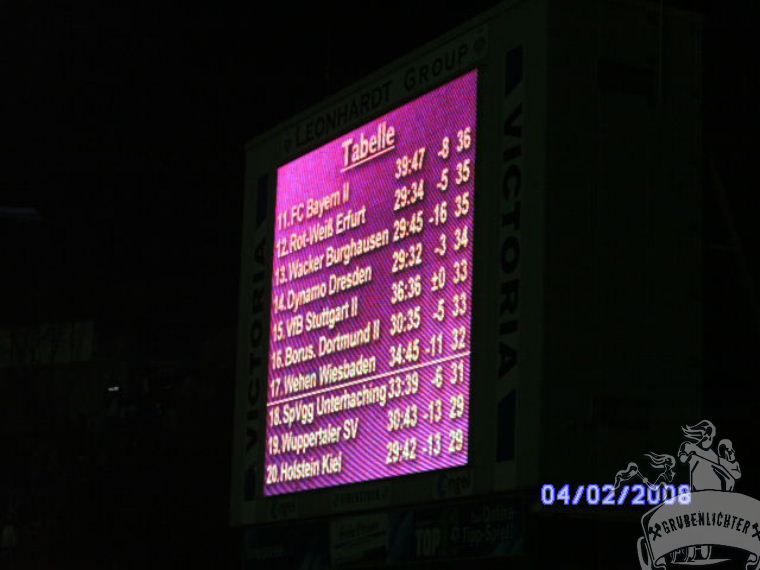 LEONHARDT GROUP
Tabelle
11. FC Bayern II 39:47 -8 36
12. Rot-Weiß Erfurt 29:34 -5 35
13. Wacker Burghausen 29:45 -16 35
14. Dynamo Dresden 29:32 -3 34
15. VfB Stuttgart II 36:36 ±0 33
16. Borus. Dortmund II 30:35 -5 33
17. Wehen Wiesbaden 34:45 -11 32
18. SpVgg Unterhaching 33:39 -6 31
19. Wuppertaler SV 30:43 -13 29
20. Holstein Kiel 29:42 -13 29
VICTORIA
VICTORIA
engel
engel
TOP
04/02/2008
GRUBENLICHTER